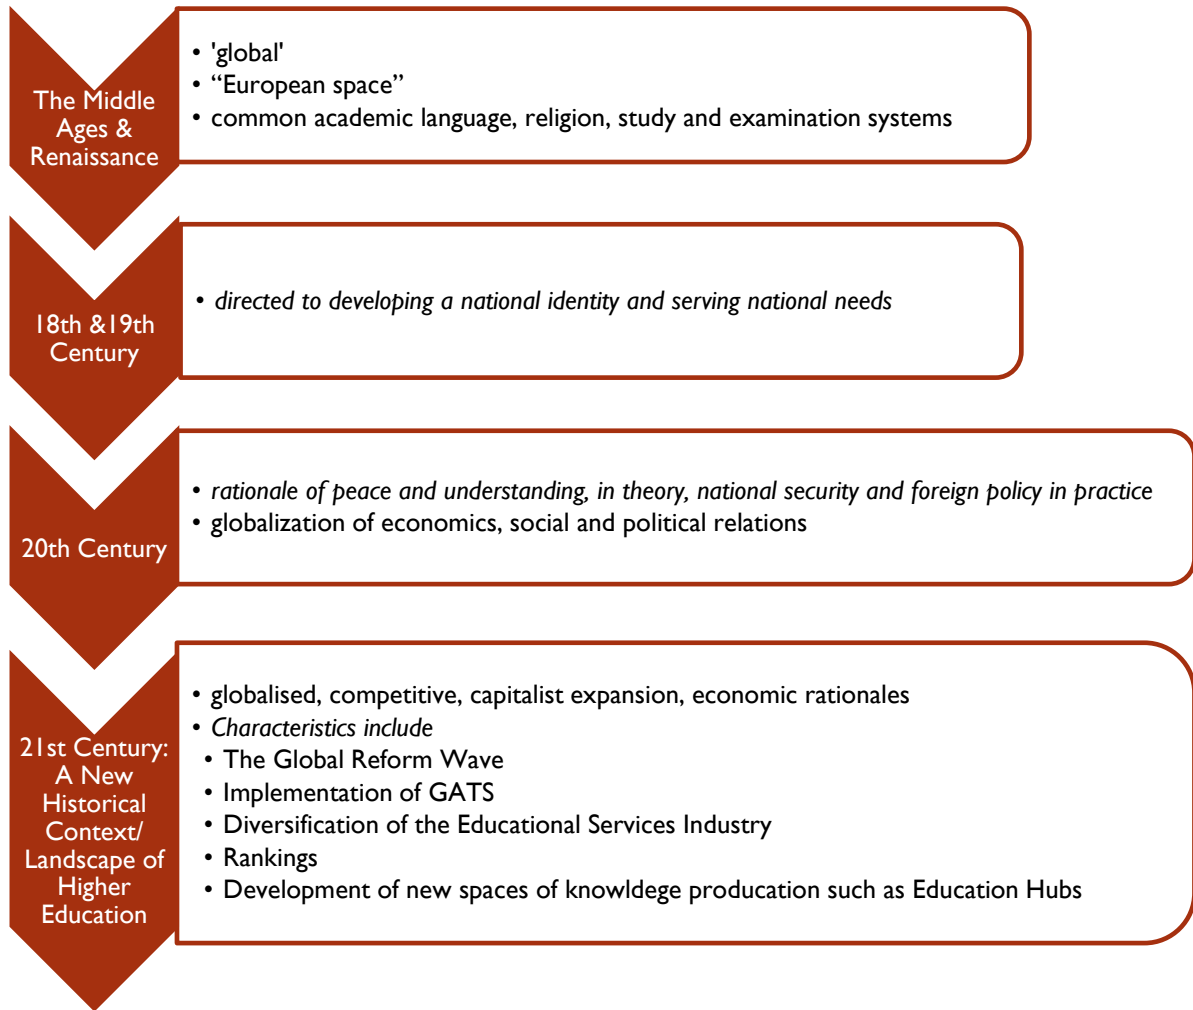 The Middle
Ages &
Renaissance
• 'global'
• “European space”
• common academic language, religion, study and examination systems
18th &19th
Century
• directed to developing a national identity and serving national needs
20th Century
• rationale of peace and understanding, in theory, national security and foreign policy in practice
• globalization of economics, social and political relations
21st Century:
A New
Historical
Context/
Landscape of
Higher
Education
• globalised, competitive, capitalist expansion, economic rationales
• Characteristics include
• The Global Reform Wave
• Implementation of GATS
• Diversification of the Educational Services Industry
• Rankings
• Development of new spaces of knowldege producation such as Education Hubs